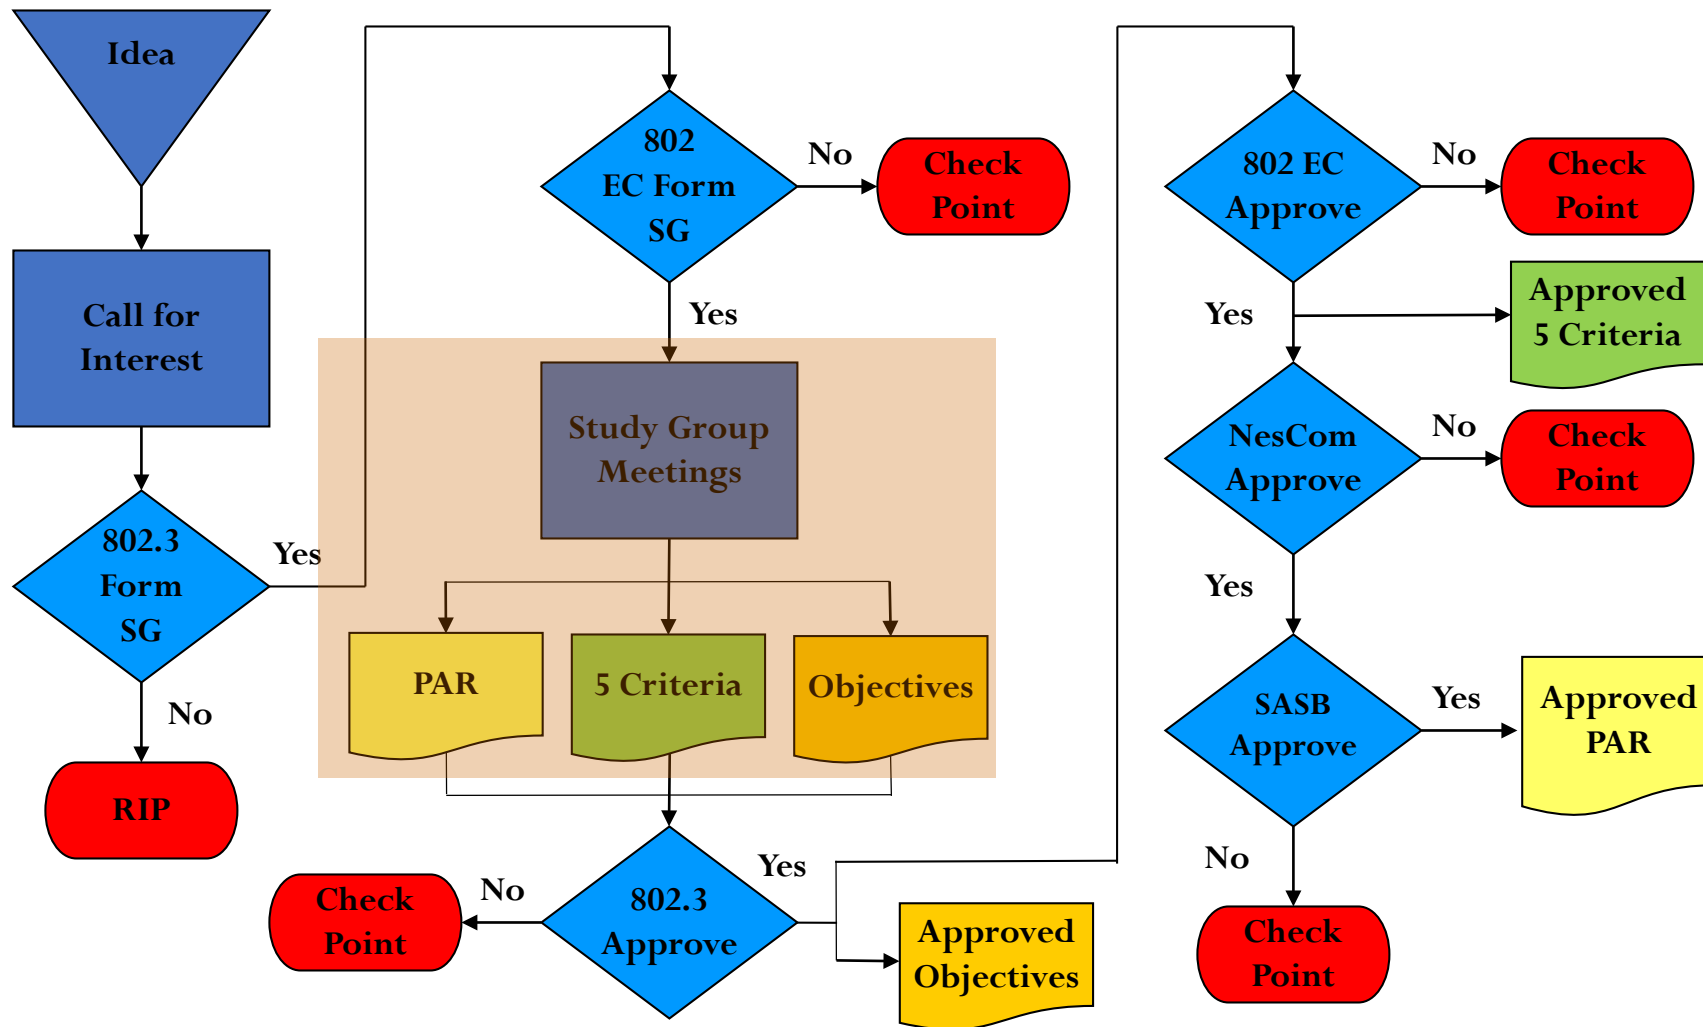 Idea
Call for
Interest
802.3
Form
SG
Yes
No
RIP
802
EC Form
SG
No
Check
Point
Yes
Study Group
Meetings
PAR
5 Criteria
Objectives
802.3
Approve
No
Check
Point
Yes
Approved
Objectives
802 EC
Approve
No
Check
Point
Yes
Approved
5 Criteria
NesCom
Approve
No
Check
Point
Yes
SASB
Approve
Yes
Approved
PAR
No
Check
Point